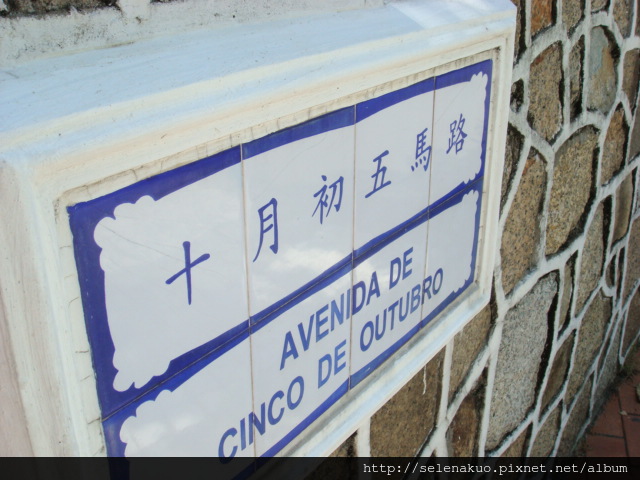 十月初五馬路
AVENIDA DE
CINCO DE OUTUBRO
http://selenakuo.pixnet.net/album